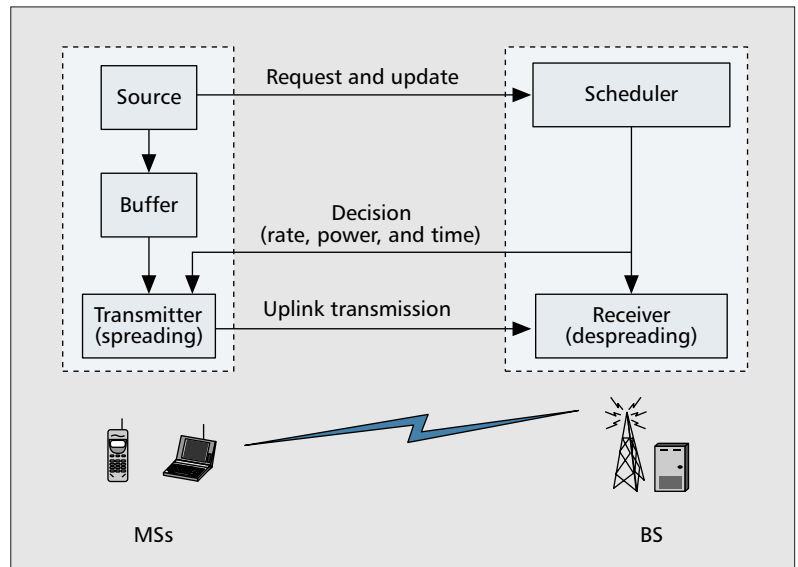 Source
Request and update
Scheduler
Buffer
Decision
(rate, power, and time)
Transmitter
(spreading)
Uplink transmission
Receiver
(despreading)
MSs
BS